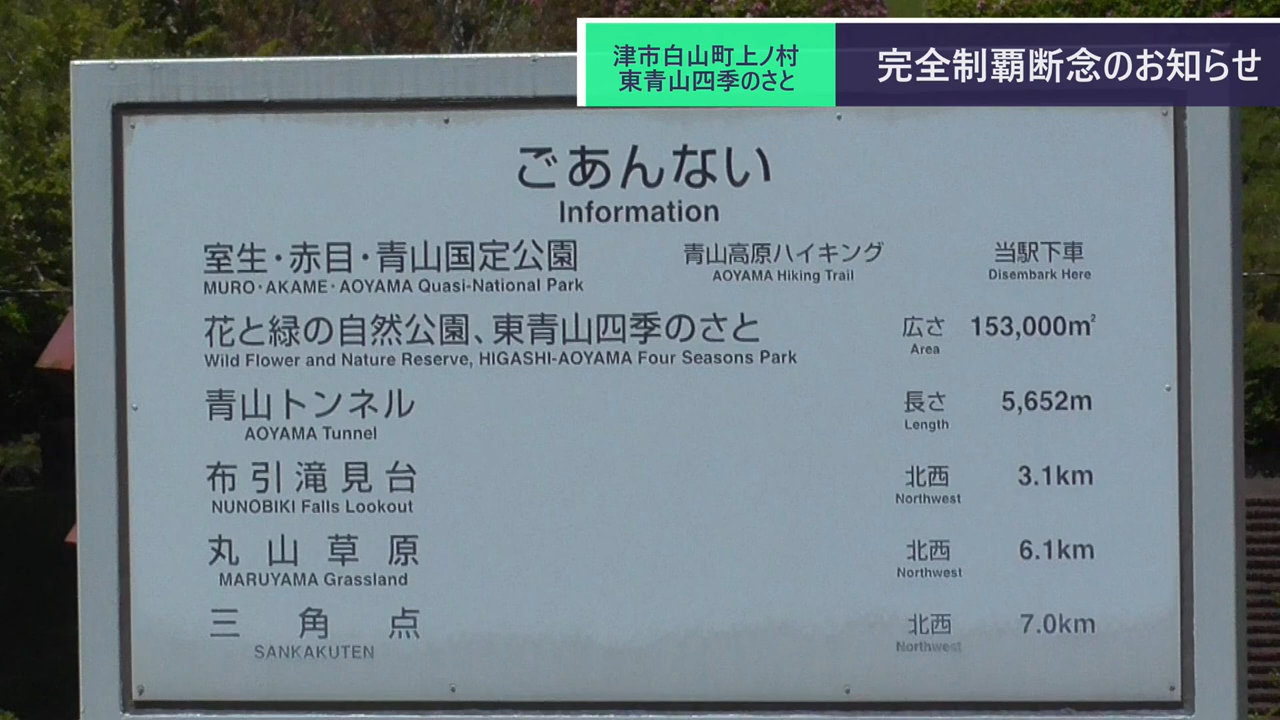 津市白山町上ノ村
東青山四季のさと
完全制覇断念のお知らせ
ごあんない
Information
室生・赤目・青山国定公園 青山高原ハイキング 当駅下車
MURO・AKAME・AOYAMA Quasi-National Park AOYAMA Hiking Trail Disembark Here
花と緑の自然公園、東青山四季のさと 広さ 153,000m²
Wild Flower and Nature Reserve, HIGASHI-AOYAMA Four Seasons Park Area
青山トンネル 長さ 5,652m
AOYAMA Tunnel Length
布引滝見台 北西 3.1km
NUNOBIKI Falls Lookout Northwest
丸山草原 北西 6.1km
MARUYAMA Grassland Northwest
三角点 北西 7.0km
SANKAKUTEN Northwest